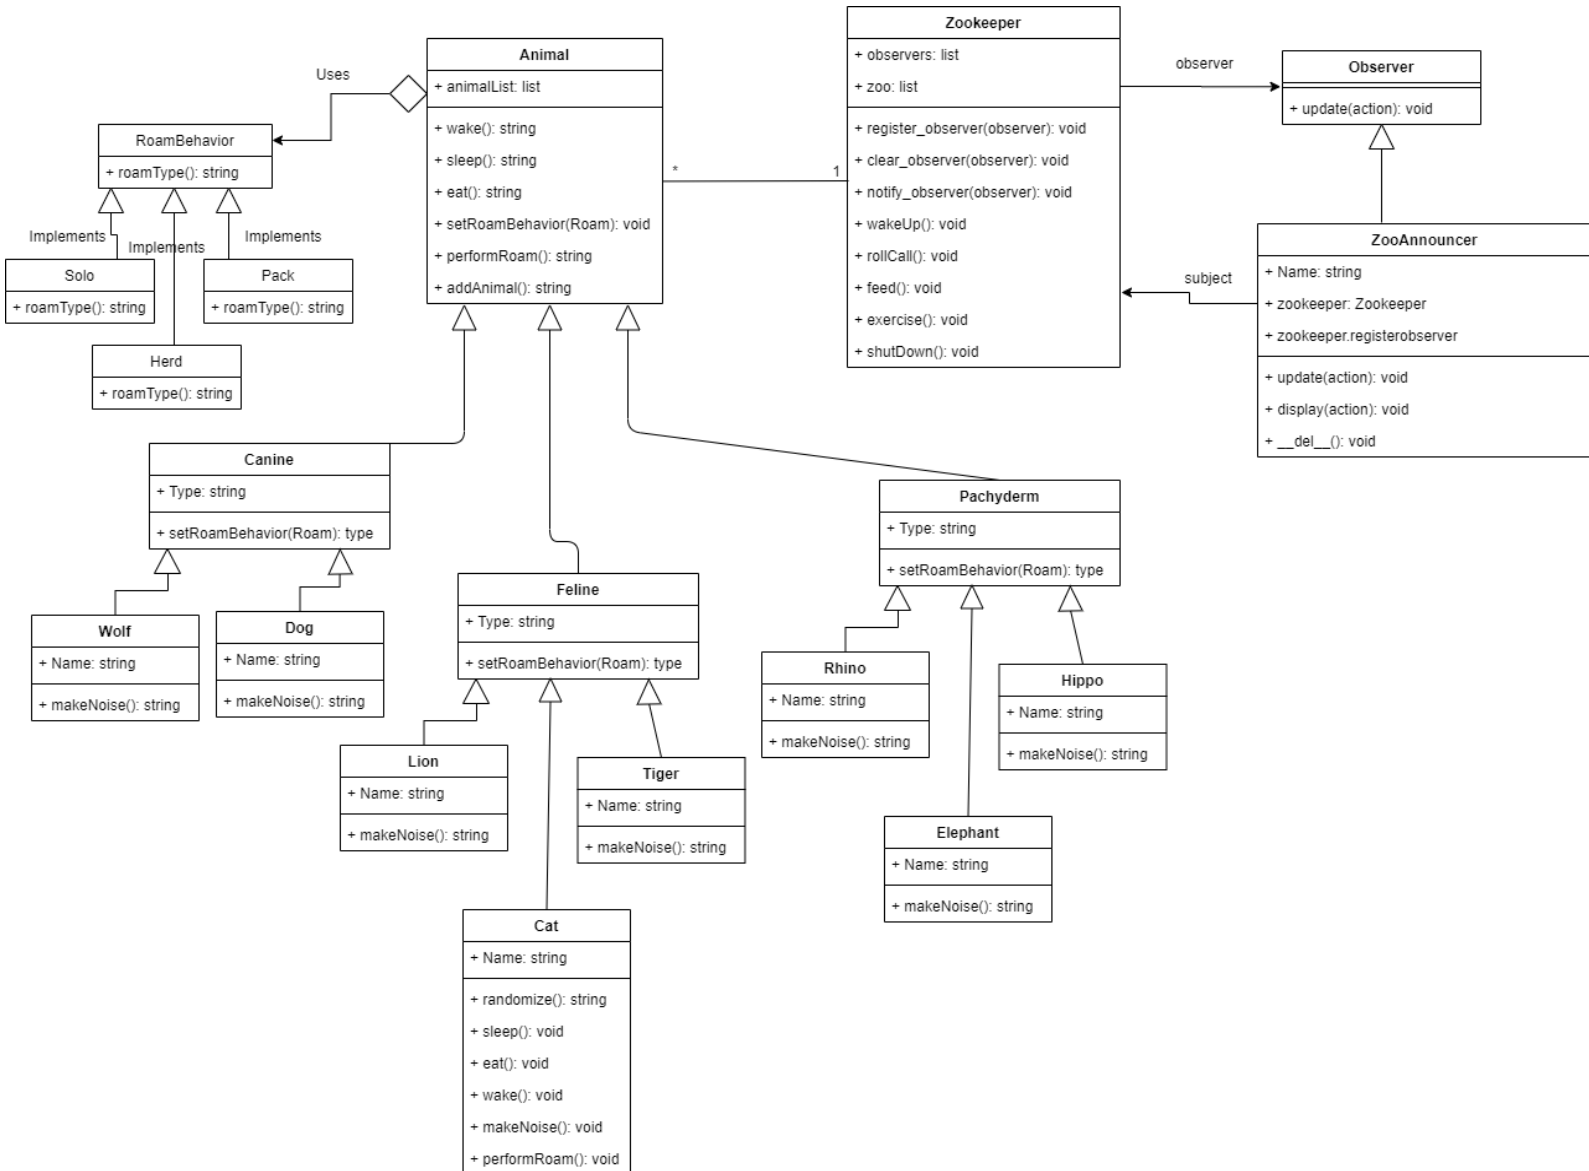 Animal
+ animalList: list
+ wake(): string
+ sleep(): string
+ eat(): string
+ setRoamBehavior(Roam): void
+ performRoam(): string
+ addAnimal(): string
Zookeeper
+ observers: list
+ zoo: list
+ register_observer(observer): void
+ clear_observer(observer): void
+ notify_observer(observer): void
+ wakeUp(): void
+ rollCall(): void
+ feed(): void
+ exercise(): void
+ shutDown(): void
observer
Observer
+ update(action): void
subject
ZooAnnouncer
+ Name: string
+ zookeeper: Zookeeper
+ zookeeper.registerobserver
+ update(action): void
+ display(action): void
+ __del__(): void
*
1
Uses
RoamBehavior
+ roamType(): string
Implements
Implements
Implements
Solo
+ roamType(): string
Pack
+ roamType(): string
Herd
+ roamType(): string
Canine
+ Type: string
+ setRoamBehavior(Roam): type
Wolf
+ Name: string
+ makeNoise(): string
Dog
+ Name: string
+ makeNoise(): string
Feline
+ Type: string
+ setRoamBehavior(Roam): type
Lion
+ Name: string
+ makeNoise(): string
Tiger
+ Name: string
+ makeNoise(): string
Cat
+ Name: string
+ randomize(): string
+ sleep(): void
+ eat(): void
+ wake(): void
+ makeNoise(): void
+ performRoam(): void
Pachyderm
+ Type: string
+ setRoamBehavior(Roam): type
Rhino
+ Name: string
+ makeNoise(): string
Hippo
+ Name: string
+ makeNoise(): string
Elephant
+ Name: string
+ makeNoise(): string